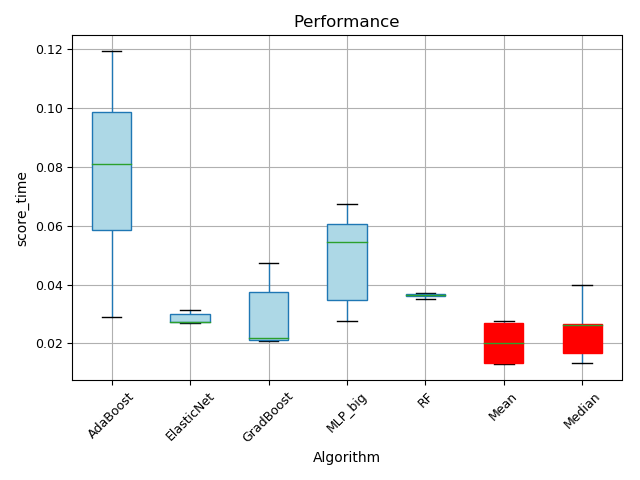 Performance
score_time
0.12
0.10
0.08
0.06
0.04
0.02
AdaBoost
ElasticNet
GradBoost
MLP_big
RF
Mean
Median
Algorithm